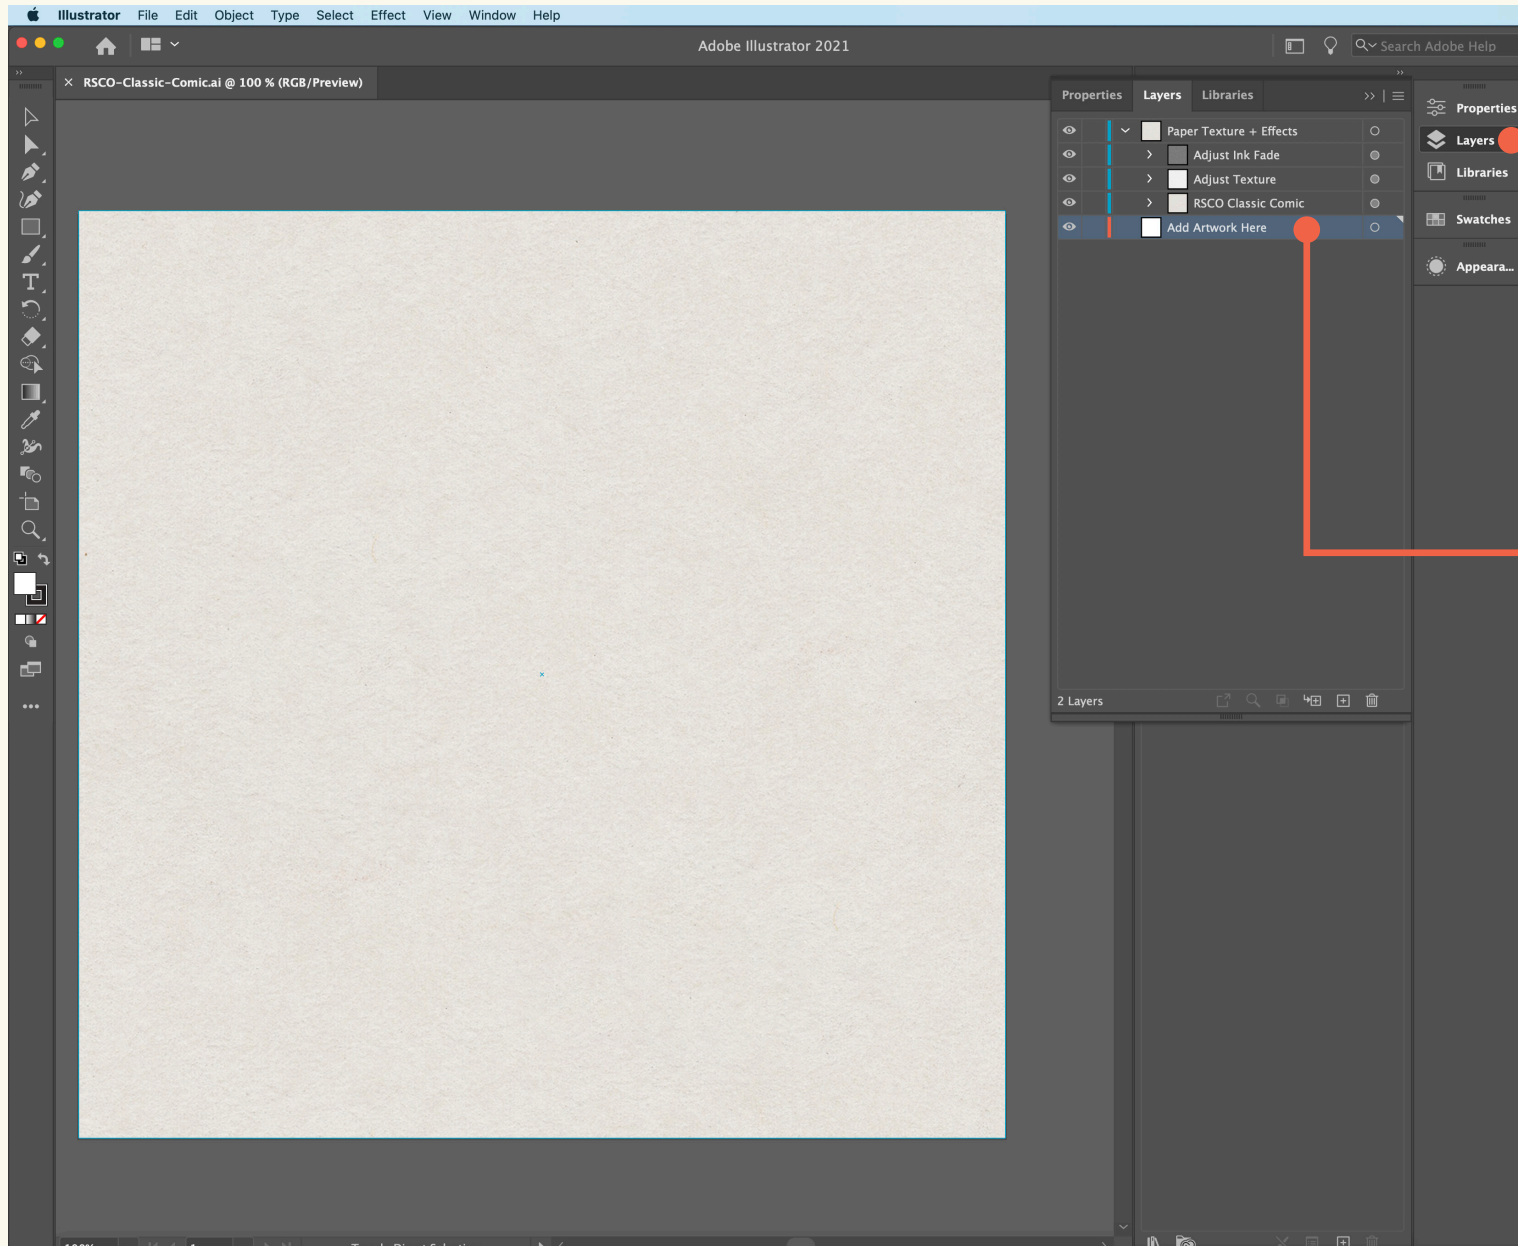 Illustrator File Edit Object Type Select Effect View Window Help
Adobe Illustrator 2021
Search Adobe Help
× RSCO-Classic-Comic.ai @ 100 % (RGB/Preview)
Properties Layers Libraries
Paper Texture + Effects
Adjust Ink Fade
Adjust Texture
RSCO Classic Comic
Add Artwork Here
2 Layers
Properties
Layers
Libraries
Swatches
Appeara...